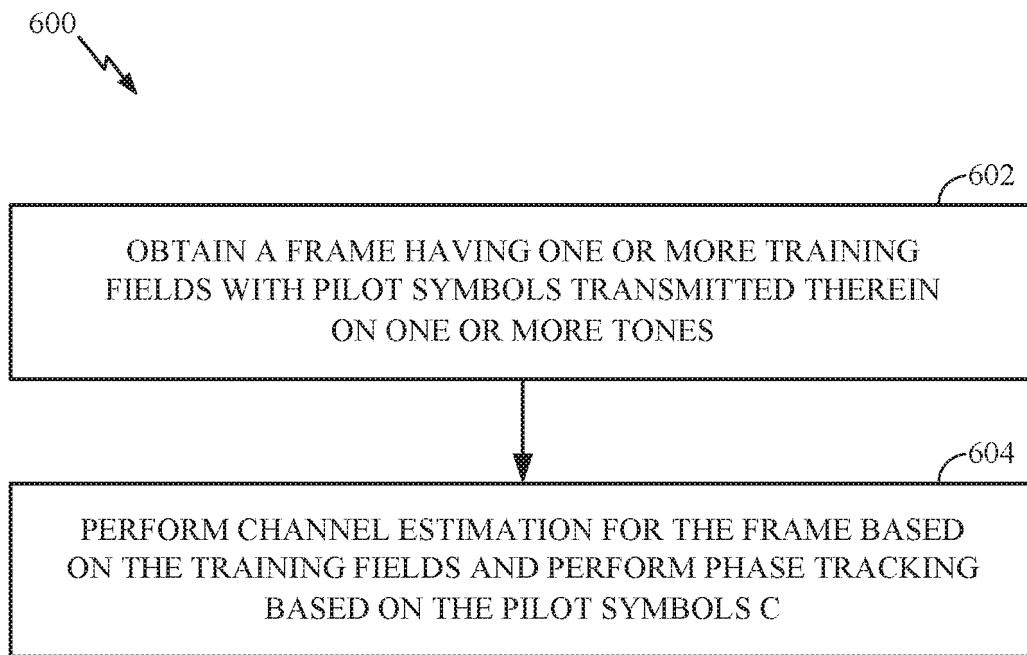 600
602
OBTAIN A FRAME HAVING ONE OR MORE TRAINING
FIELDS WITH PILOT SYMBOLS TRANSMITTED THEREIN
ON ONE OR MORE TONES
604
PERFORM CHANNEL ESTIMATION FOR THE FRAME BASED
ON THE TRAINING FIELDS AND PERFORM PHASE TRACKING
BASED ON THE PILOT SYMBOLS C